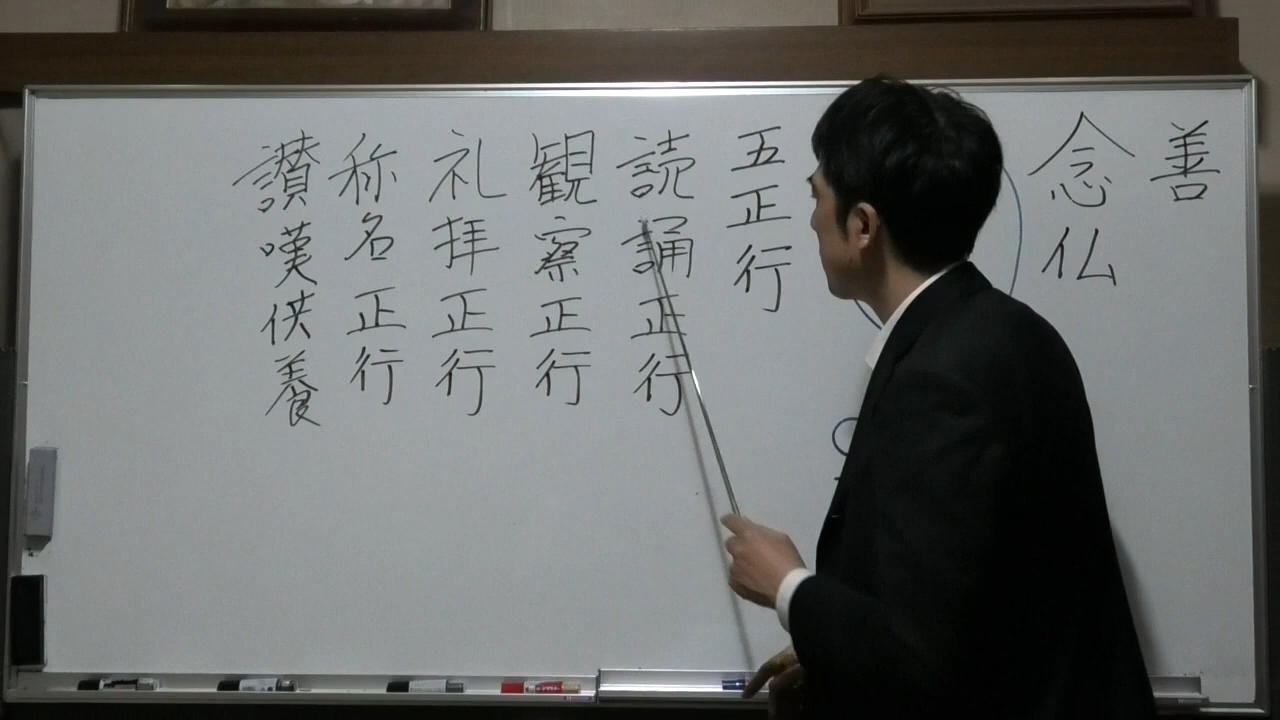 善
念仏
五正行
読誦正行
観察正行
礼拝正行
称名正行
讃嘆供養